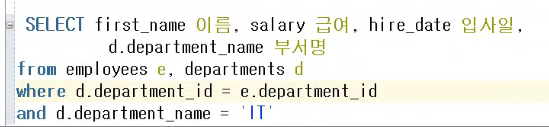 SELECT first_name 이름, salary 급여, hire_date 입사일,
d.department_name 부서명
from employees e, departments d
where d.department_id = e.department_id
and d.department_name = 'IT'